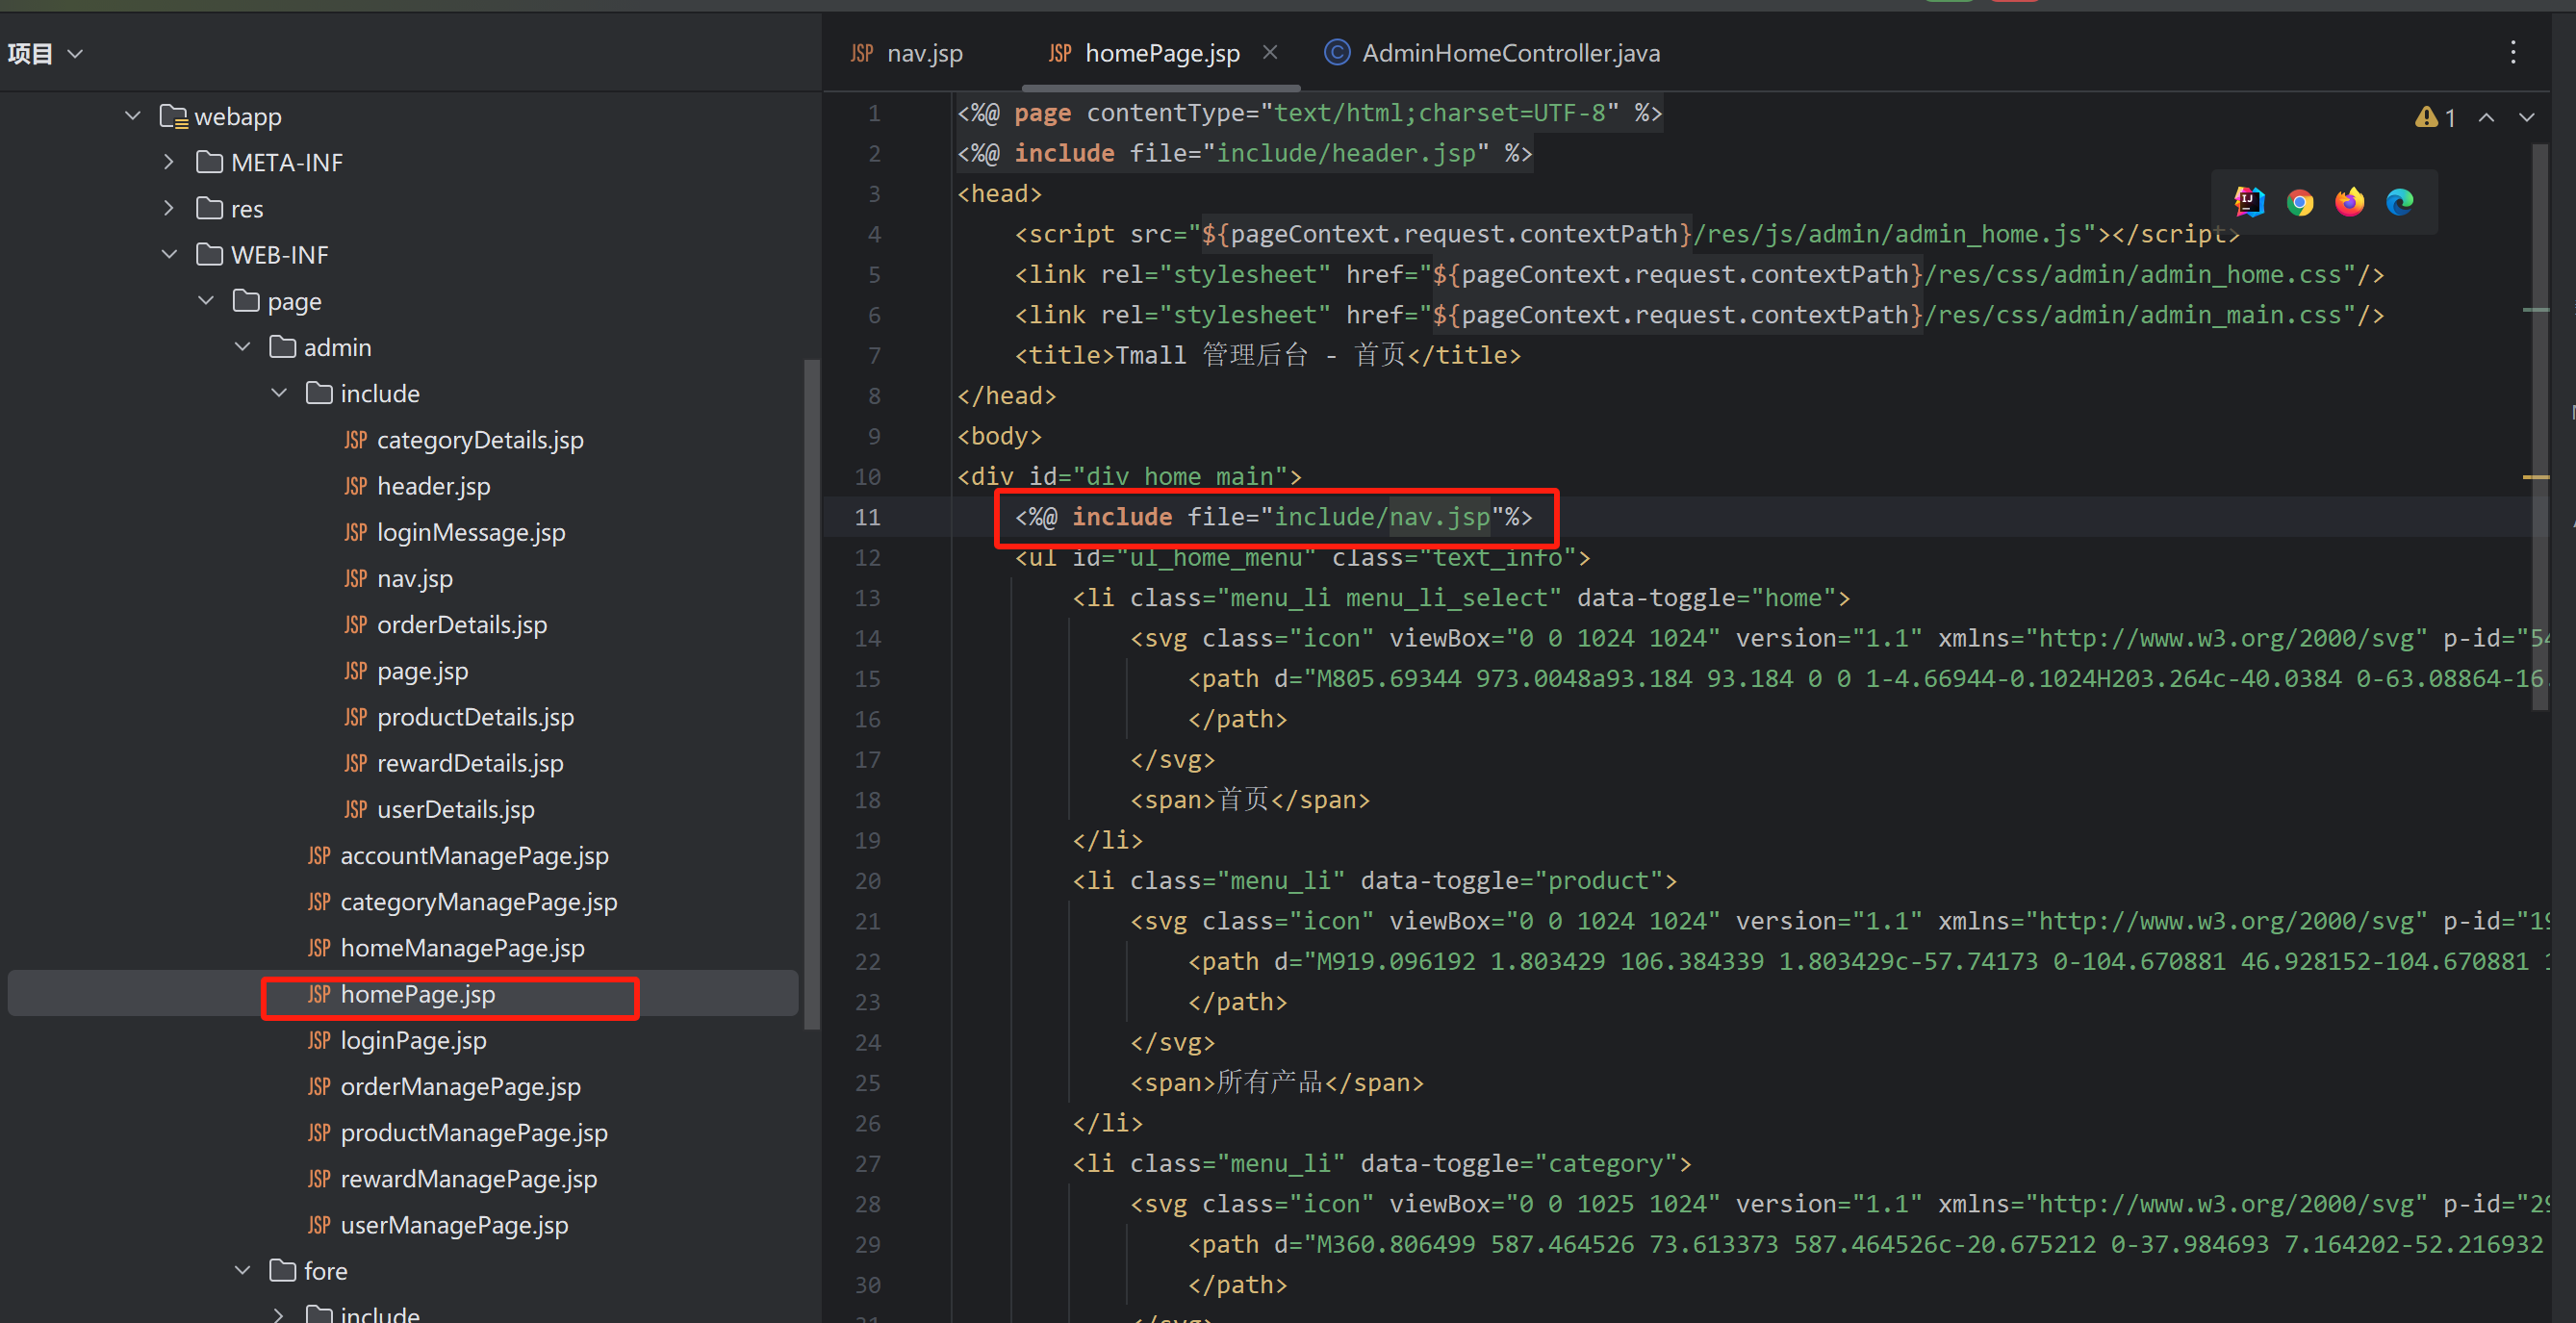 项目
webapp
META-INF
res
WEB-INF
page
admin
include
JSP categoryDetails.jsp
JSP header.jsp
JSP loginMessage.jsp
JSP nav.jsp
JSP orderDetails.jsp
JSP page.jsp
JSP productDetails.jsp
JSP rewardDetails.jsp
JSP userDetails.jsp
JSP accountManagePage.jsp
JSP categoryManagePage.jsp
JSP homeManagePage.jsp
JSP homePage.jsp
JSP loginPage.jsp
JSP orderManagePage.jsp
JSP productManagePage.jsp
JSP rewardManagePage.jsp
JSP userManagePage.jsp
fore
include
JSP nav.jsp JSP homePage.jsp © AdminHomeController.java
1
1 <%@ page contentType="text/html;charset=UTF-8" %>
2 <%@ include file="include/header.jsp" %>
3 <head>
4 <script src="${pageContext.request.contextPath}/res/js/admin/admin_home.js"></script>
5 <link rel="stylesheet" href="${pageContext.request.contextPath}/res/css/admin/admin_home.css"/>
6 <link rel="stylesheet" href="${pageContext.request.contextPath}/res/css/admin/admin_main.css"/>
7 <title>Tmall 管理后台 - 首页</title>
8 </head>
9 <body>
10 <div id="div_home_main">
11 <%@ include file="include/nav.jsp"%>
12 <ul id="ul_home_menu" class="text_info">
13 <li class="menu_li menu_li_select" data-toggle="home">
14 <svg class="icon" viewBox="0 0 1024 1024" version="1.1" xmlns="http://www.w3.org/2000/svg" p-id="54
15 <path d="M805.69344 973.0048a93.184 93.184 0 0 1-4.66944-0.1024H203.264c-40.0384 0-63.08864-16.
16 </path>
17 </svg>
18 <span>首页</span>
19 </li>
20 <li class="menu_li" data-toggle="product">
21 <svg class="icon" viewBox="0 0 1024 1024" version="1.1" xmlns="http://www.w3.org/2000/svg" p-id="19
22 <path d="M919.096192 1.803429 106.384339 1.803429c-57.74173 0-104.670881 46.928152-104.670881
23 </path>
24 </svg>
25 <span>所有产品</span>
26 </li>
27 <li class="menu_li" data-toggle="category">
28 <svg class="icon" viewBox="0 0 1025 1024" version="1.1" xmlns="http://www.w3.org/2000/svg" p-id="29
29 <path d="M360.806499 587.464526 73.613373 587.464526c-20.675212 0-37.984693 7.164202-52.216932
30 </path>
31 </svg>